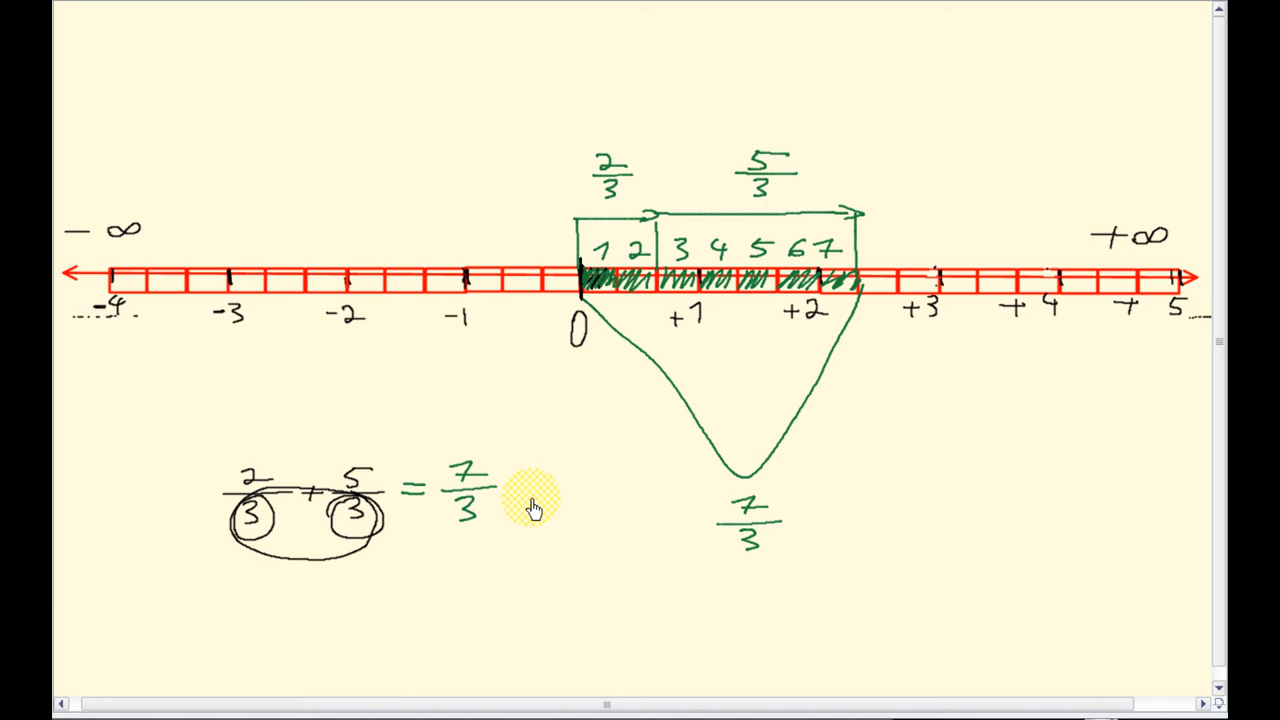 2/3 5/3
- ∞ 1 2 3 4 5 6 7 +∞
-4 -3 -2 -1 0 +1 +2 +3 +4 +5
2/3 + 5/3 = 7/3
7/3